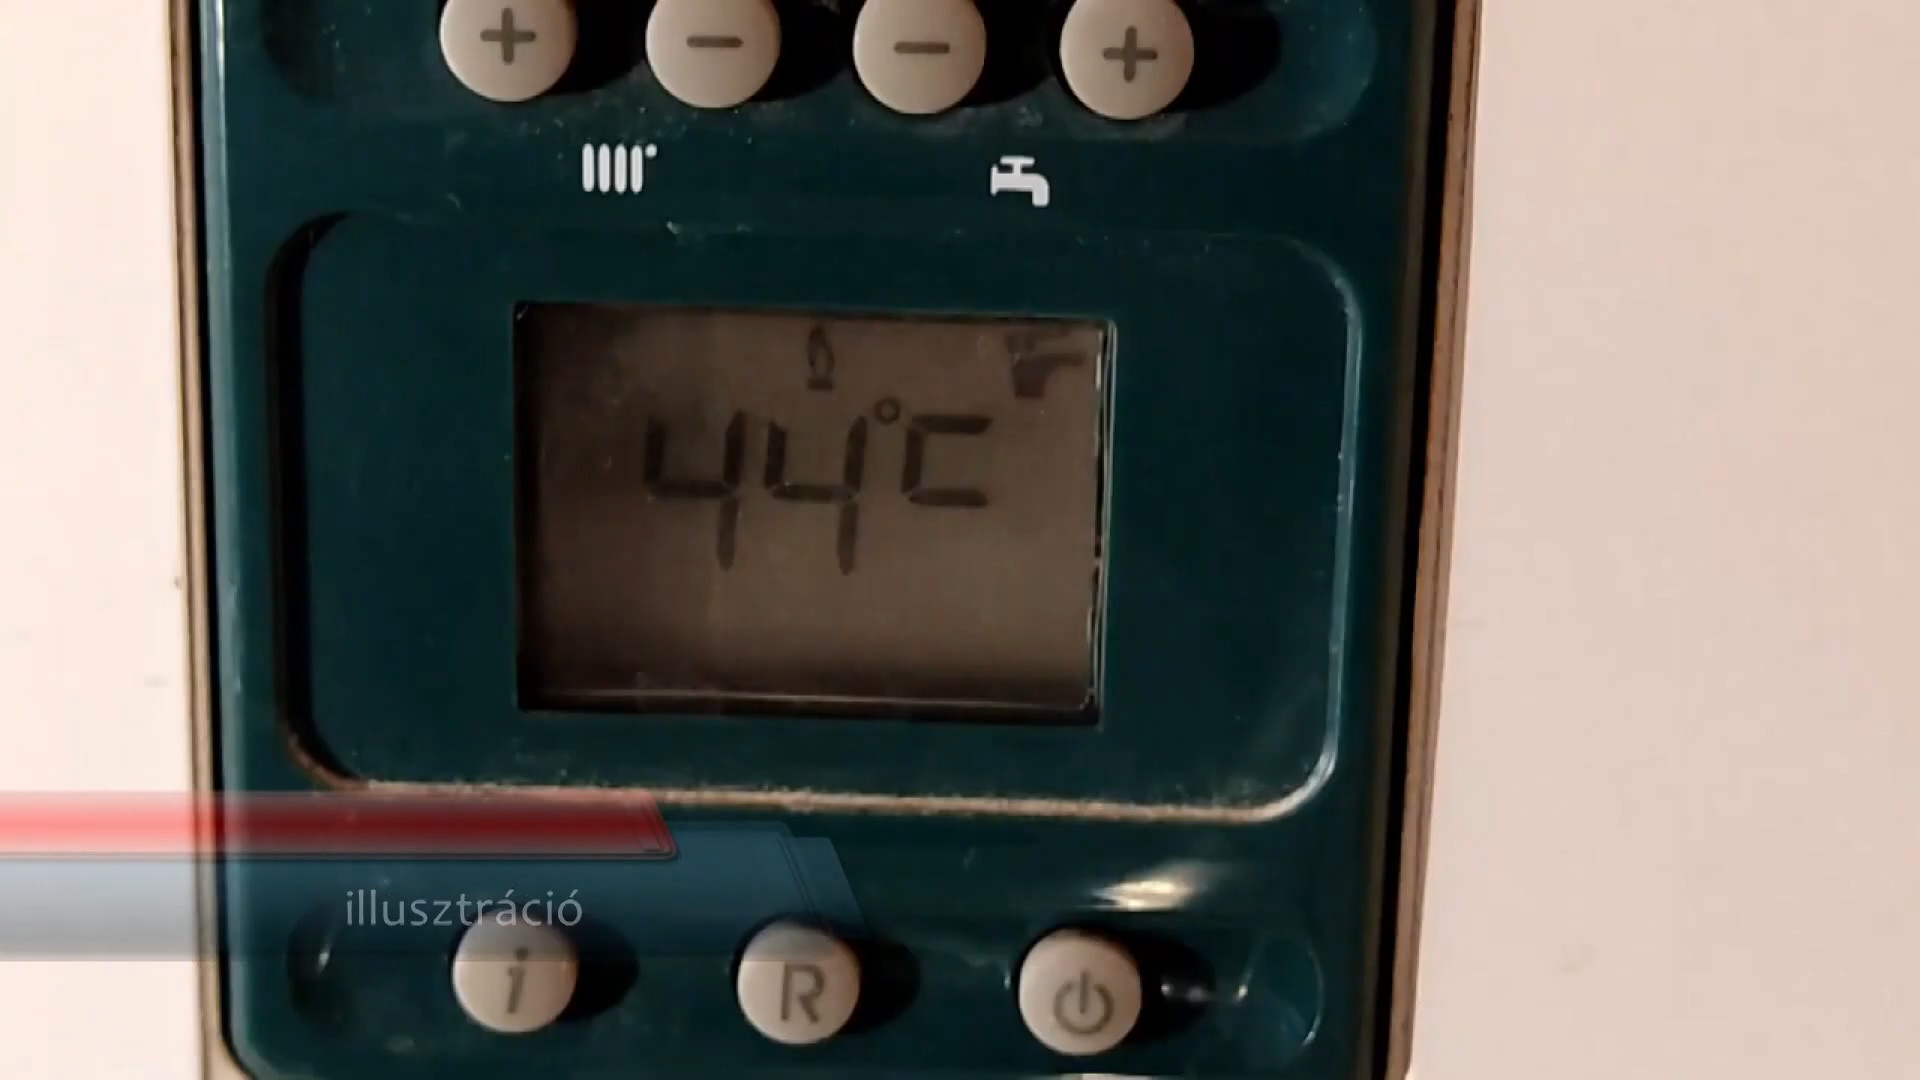 + − − +
44°C
illusztráció
i R